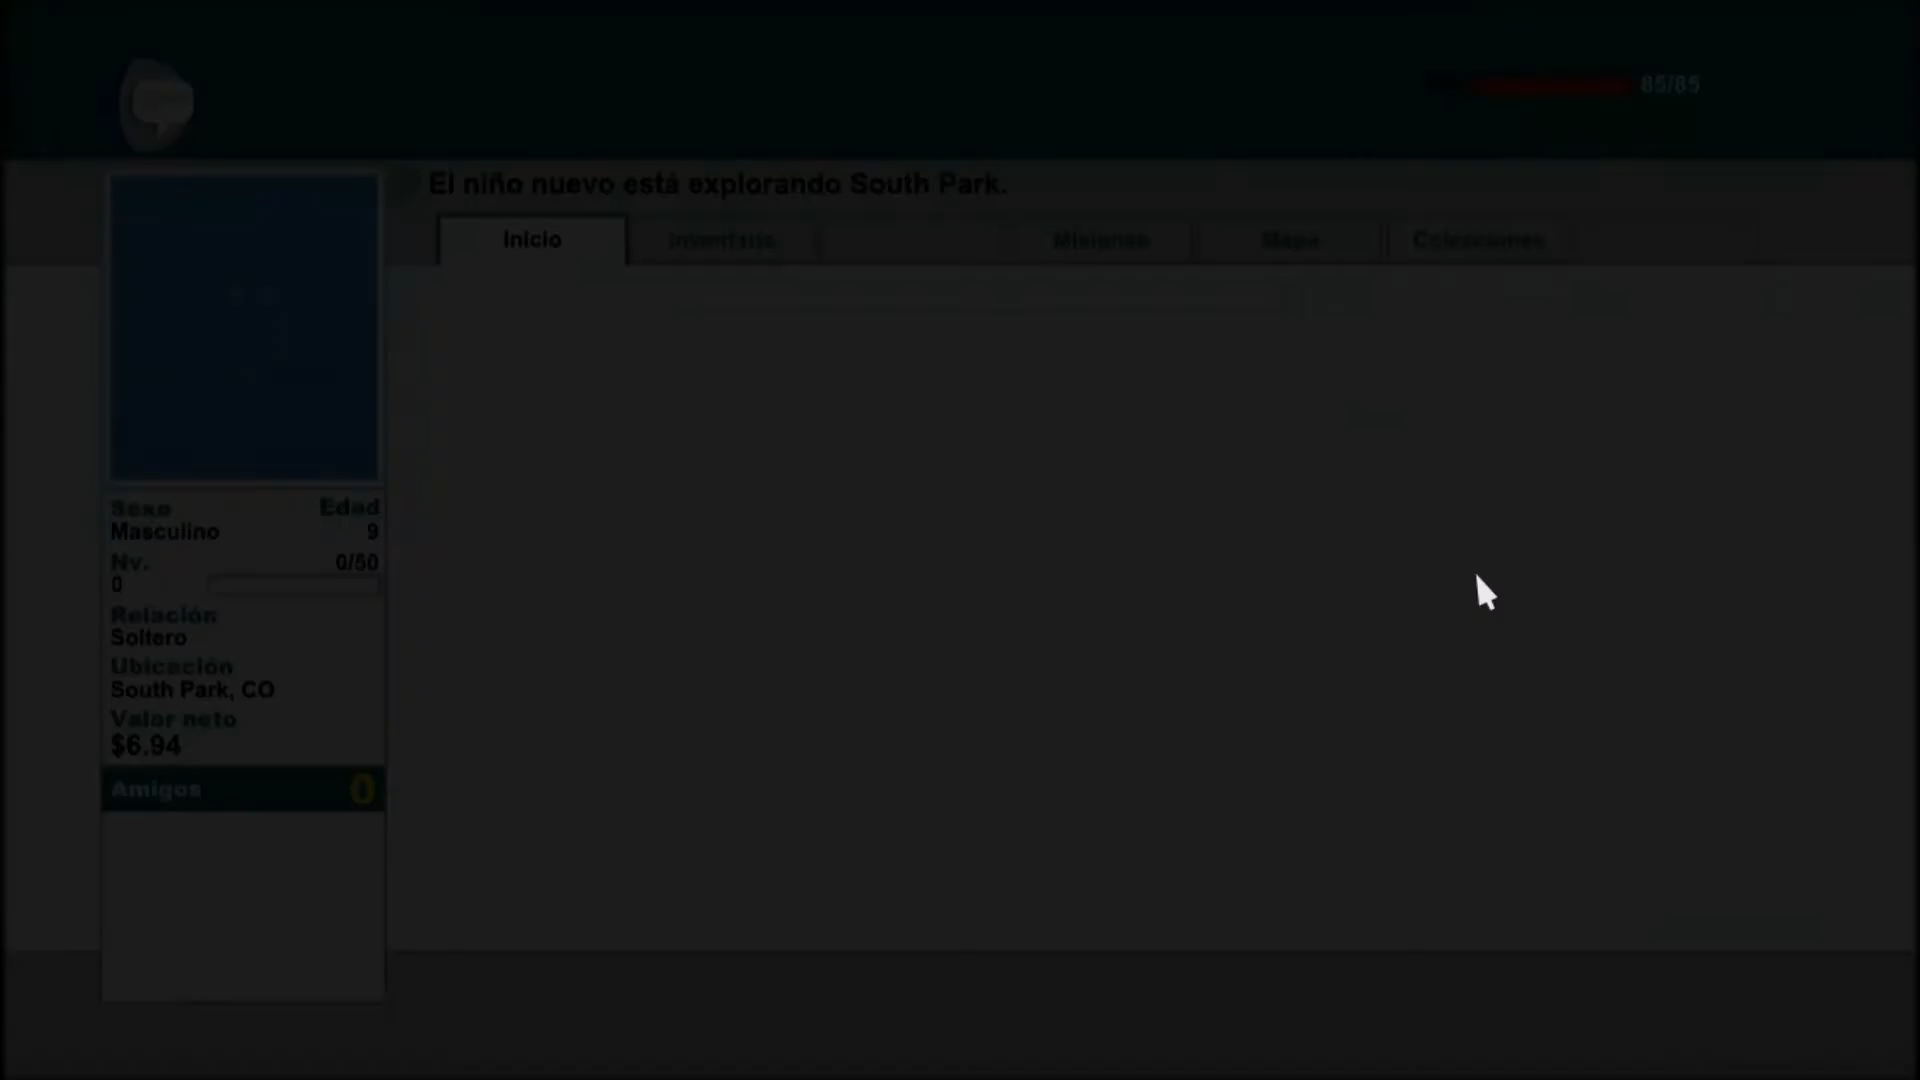 85/85
El niño nuevo está explorando South Park.
Inicio Inventario Misiones Mapa Colecciones
Sexo Edad
Masculino 9
Nv. 0/50
0
Relación
Soltero
Ubicación
South Park, CO
Valor neto
$6.94
Amigos 0